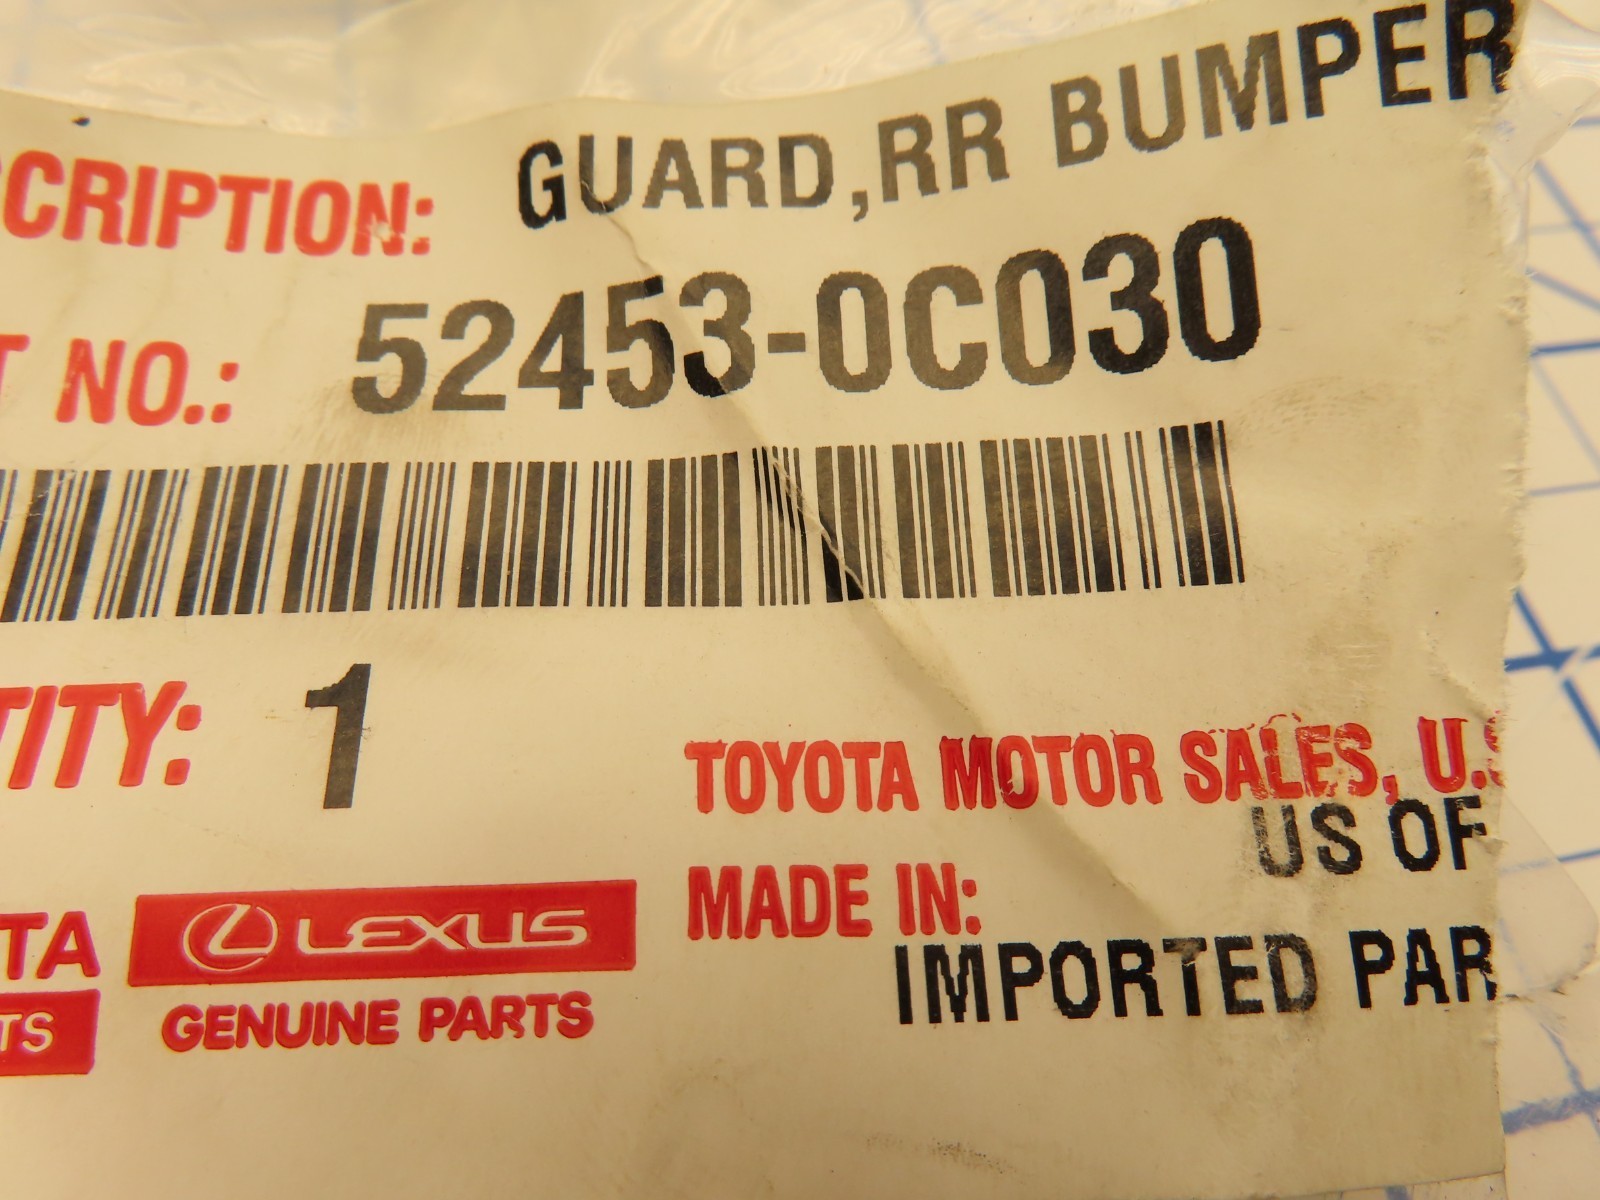 SCRIPTION: GUARD,RR BUMPER
T NO.: 52453-0C030
TITY: 1
TOYOTA MOTOR SALES, U.S
US OF
MADE IN:
IMPORTED PAR
TA
TS
LEXUS
GENUINE PARTS